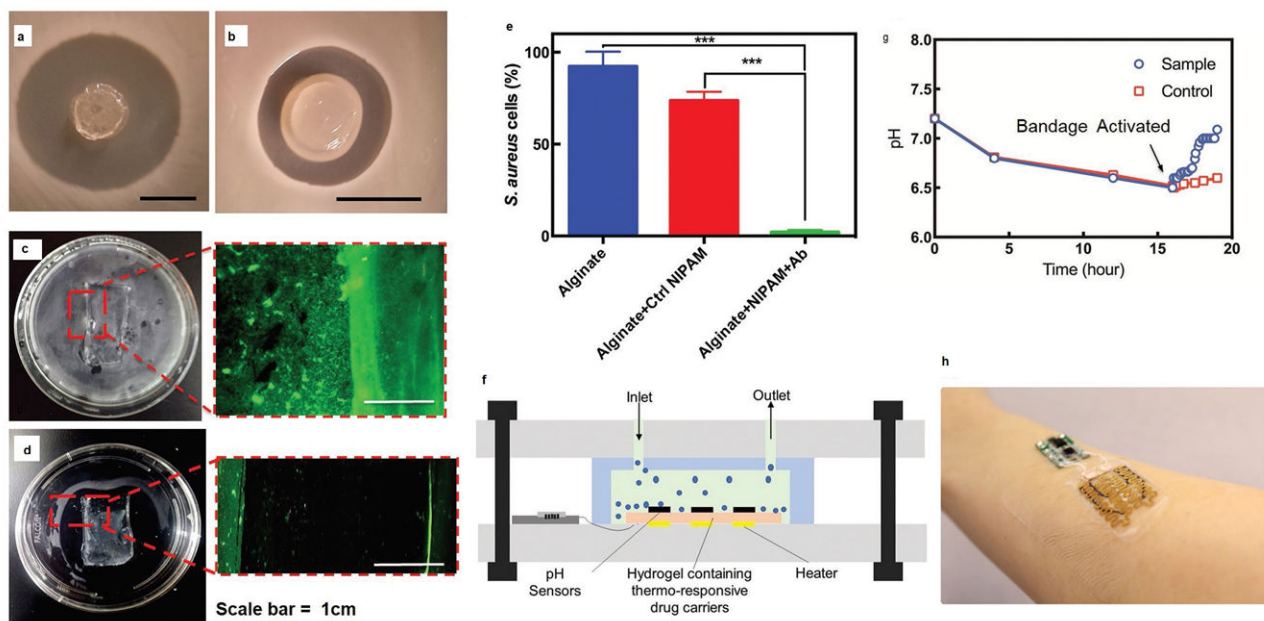 a
b
c
d
PALCON
Scale bar = 1cm
e
S. aureus cells (%)
100
50
0
***
***
Alginate
Alginate+Ctrl NIPAM
Alginate+NIPAM+Ab
f
Inlet
Outlet
pH
Sensors
Hydrogel containing
thermo-responsive
drug carriers
Heater
g
pH
8.0
7.5
7.0
6.5
6.0
Sample
Control
Bandage Activated
0
5
10
15
20
Time (hour)
h